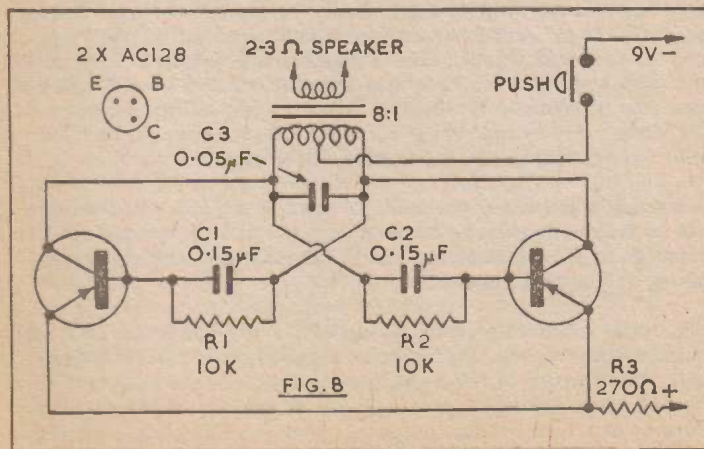 2 X AC128
E B
C
2-3 Ω SPEAKER
8:1
9V -
PUSH
C3
0·05μF
C1
0·15μF
C2
0·15μF
R1
10K
R2
10K
R3
270Ω +
FIG. 8